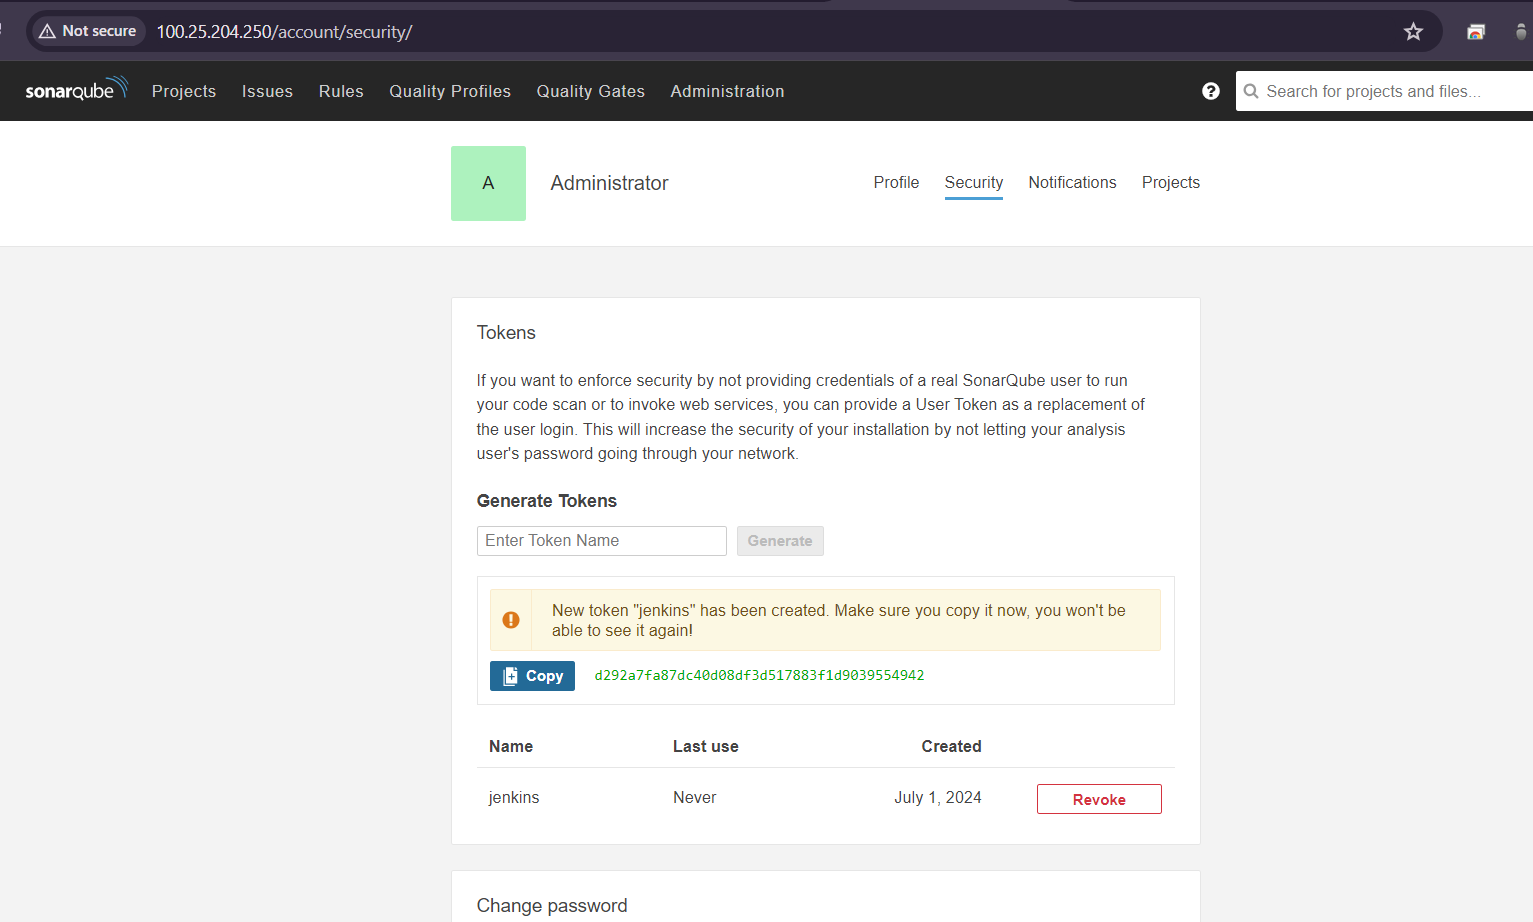 Not secure 100.25.204.250/account/security/
sonarqube Projects Issues Rules Quality Profiles Quality Gates Administration ? Search for projects and files...
A Administrator Profile Security Notifications Projects
Tokens
If you want to enforce security by not providing credentials of a real SonarQube user to run
your code scan or to invoke web services, you can provide a User Token as a replacement of
the user login. This will increase the security of your installation by not letting your analysis
user's password going through your network.
Generate Tokens
Enter Token Name Generate
New token "jenkins" has been created. Make sure you copy it now, you won't be
able to see it again!
Copy d292a7fa87dc40d08df3d517883f1d9039554942
Name Last use Created
jenkins Never July 1, 2024 Revoke
Change password